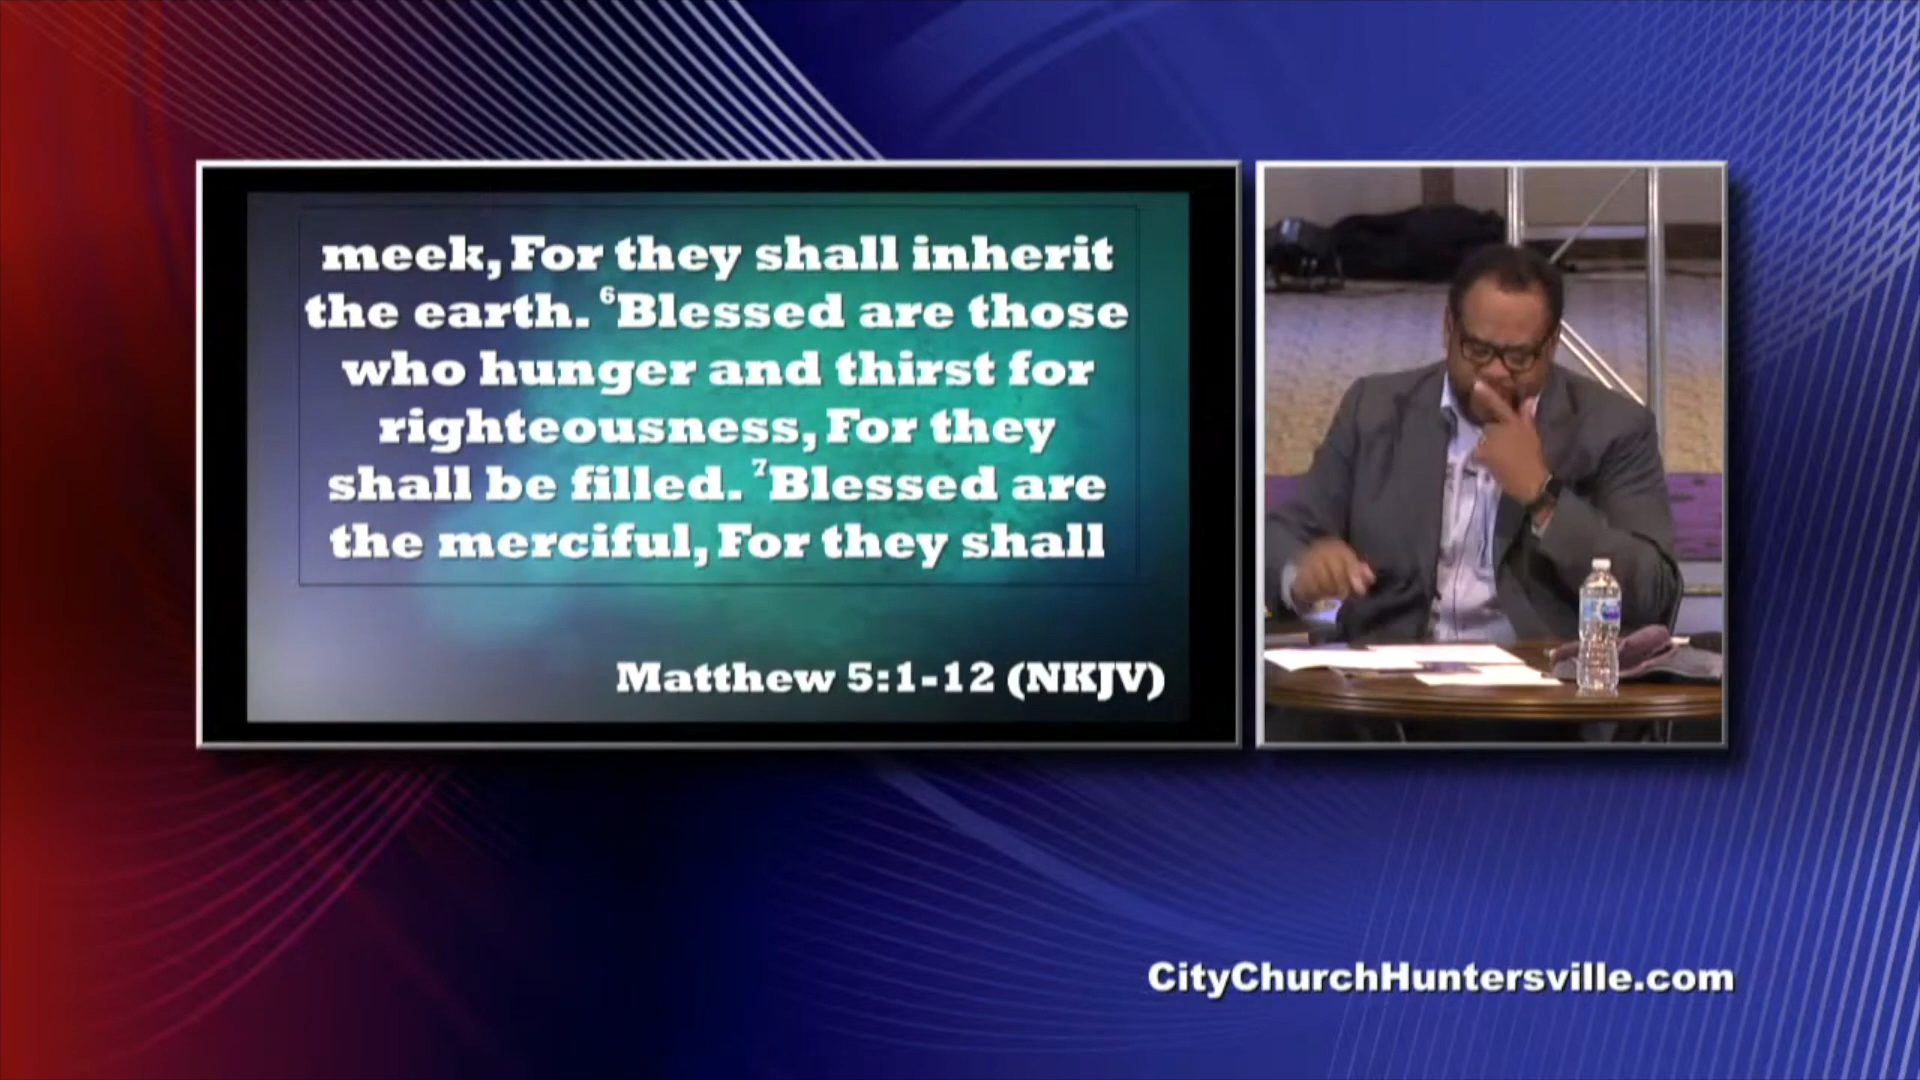 meek, For they shall inherit
the earth. ⁶Blessed are those
who hunger and thirst for
righteousness, For they
shall be filled. ⁷Blessed are
the merciful, For they shall
Matthew 5:1-12 (NKJV)
CityChurchHuntersville.com